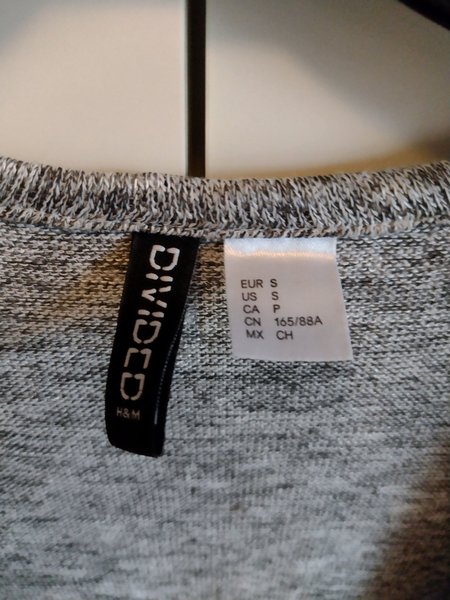 DIVIDED
H&M
EUR S
US S
CA P
CN 165/88A
MX CH